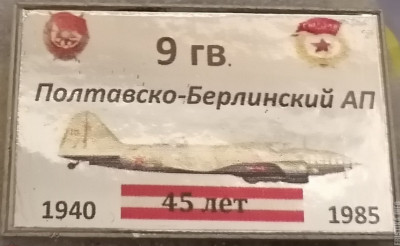 9 гв.
Полтавско-Берлинский АП
45 лет
1940
1985